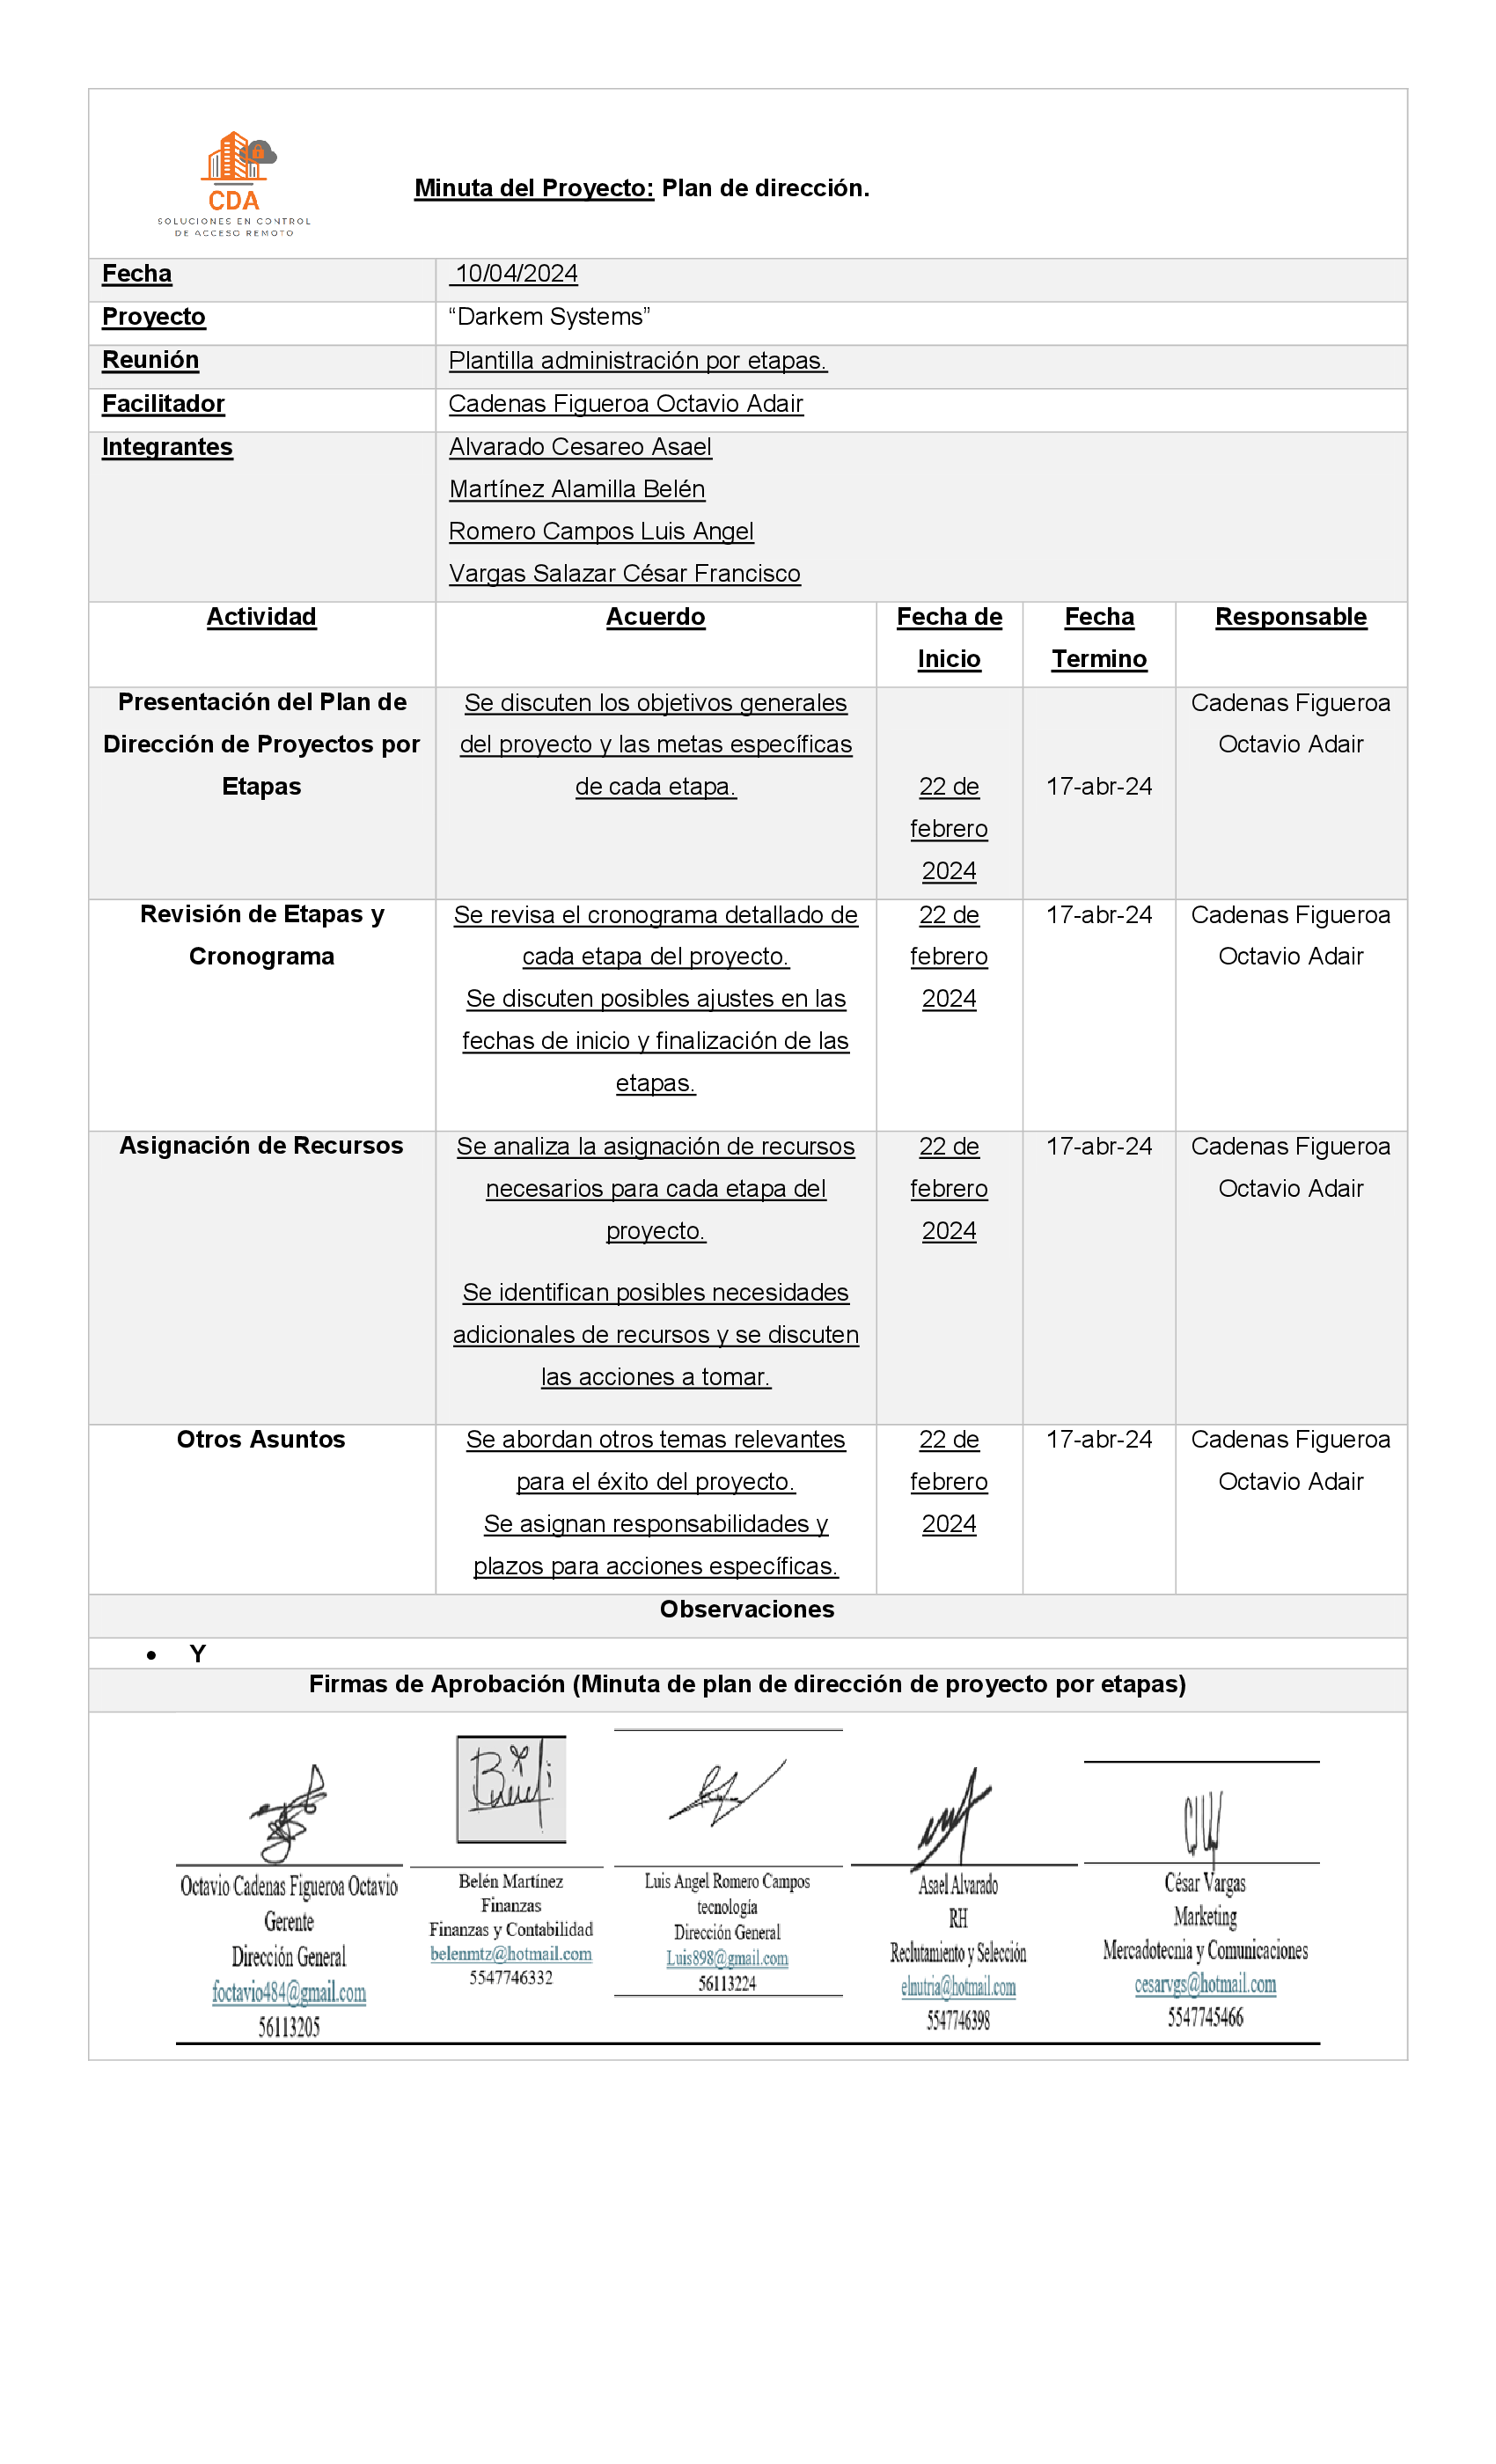 CDA
SOLUCIONES EN CONTROL
DE ACCESO REMOTO
Minuta del Proyecto: Plan de dirección.
Fecha
10/04/2024
Proyecto
“Darkem Systems”
Reunión
Plantilla administración por etapas.
Facilitador
Cadenas Figueroa Octavio Adair
Integrantes
Alvarado Cesareo Asael
Martínez Alamilla Belén
Romero Campos Luis Angel
Vargas Salazar César Francisco
Actividad
Acuerdo
Fecha de
Inicio
Fecha
Termino
Responsable
Presentación del Plan de
Dirección de Proyectos por
Etapas
Se discuten los objetivos generales
del proyecto y las metas específicas
de cada etapa.
22 de
febrero
2024
17-abr-24
Cadenas Figueroa
Octavio Adair
Revisión de Etapas y
Cronograma
Se revisa el cronograma detallado de
cada etapa del proyecto.
Se discuten posibles ajustes en las
fechas de inicio y finalización de las
etapas.
22 de
febrero
2024
17-abr-24
Cadenas Figueroa
Octavio Adair
Asignación de Recursos
Se analiza la asignación de recursos
necesarios para cada etapa del
proyecto.
Se identifican posibles necesidades
adicionales de recursos y se discuten
las acciones a tomar.
22 de
febrero
2024
17-abr-24
Cadenas Figueroa
Octavio Adair
Otros Asuntos
Se abordan otros temas relevantes
para el éxito del proyecto.
Se asignan responsabilidades y
plazos para acciones específicas.
22 de
febrero
2024
17-abr-24
Cadenas Figueroa
Octavio Adair
Observaciones
• Y
Firmas de Aprobación (Minuta de plan de dirección de proyecto por etapas)
Octavio Cadenas Figueroa Octavio
Gerente
Dirección General
foctavio484@gmail.com
56113205
Belén Martínez
Finanzas
Finanzas y Contabilidad
belenmtz@hotmail.com
5547746332
Luis Angel Romero Campos
tecnología
Dirección General
Luis898@gmail.com
56113224
Asael Alvarado
RH
Reclutamiento y Selección
elnutria@hotmail.com
5547746398
César Vargas
Marketing
Mercadotecnia y Comunicaciones
cesarvgs@hotmail.com
5547745466